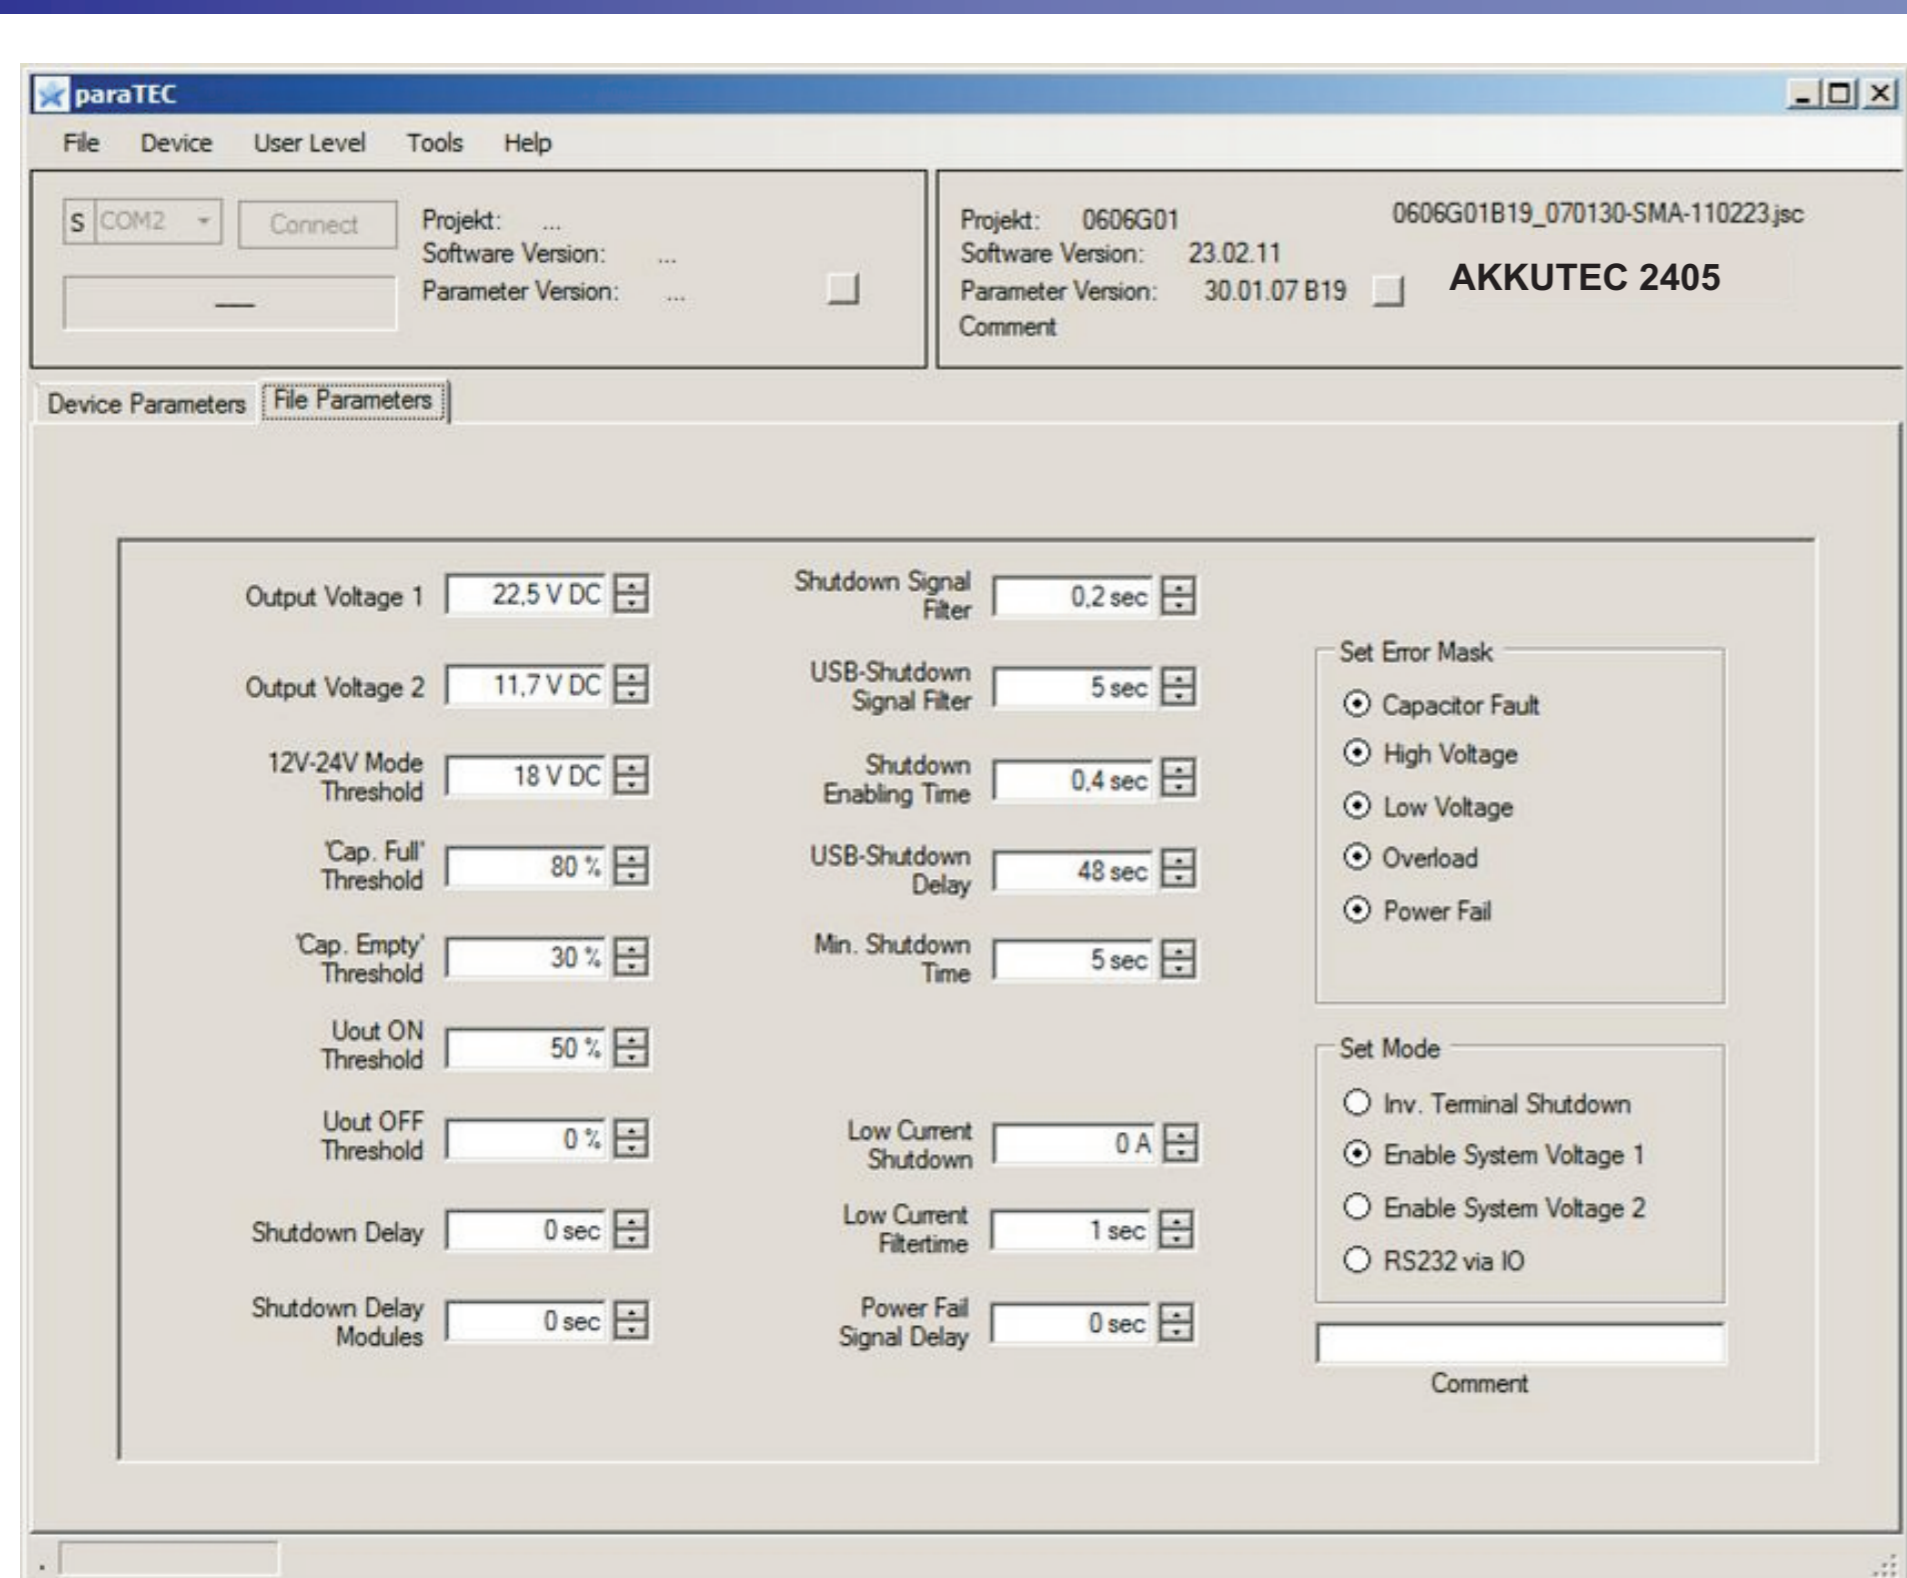 paraTEC
File Device User Level Tools Help
S COM2 Connect
Projekt: ...
Software Version: ...
Parameter Version: ...
Projekt: 0606G01
0606G01B19_070130-SMA-110223.jsc
Software Version: 23.02.11
Parameter Version: 30.01.07 B19
AKKUTEC 2405
Comment
Device Parameters File Parameters
Output Voltage 1 22,5 V DC
Output Voltage 2 11,7 V DC
12V-24V Mode
Threshold 18 V DC
'Cap. Full'
Threshold 80 %
'Cap. Empty'
Threshold 30 %
Uout ON
Threshold 50 %
Uout OFF
Threshold 0 %
Shutdown Delay 0 sec
Shutdown Delay
Modules 0 sec
Shutdown Signal
Filter 0,2 sec
USB-Shutdown
Signal Filter 5 sec
Shutdown
Enabling Time 0,4 sec
USB-Shutdown
Delay 48 sec
Min. Shutdown
Time 5 sec
Low Current
Shutdown 0 A
Low Current
Filtertime 1 sec
Power Fail
Signal Delay 0 sec
Set Error Mask
Capacitor Fault
High Voltage
Low Voltage
Overload
Power Fail
Set Mode
Inv. Terminal Shutdown
Enable System Voltage 1
Enable System Voltage 2
RS232 via IO
Comment